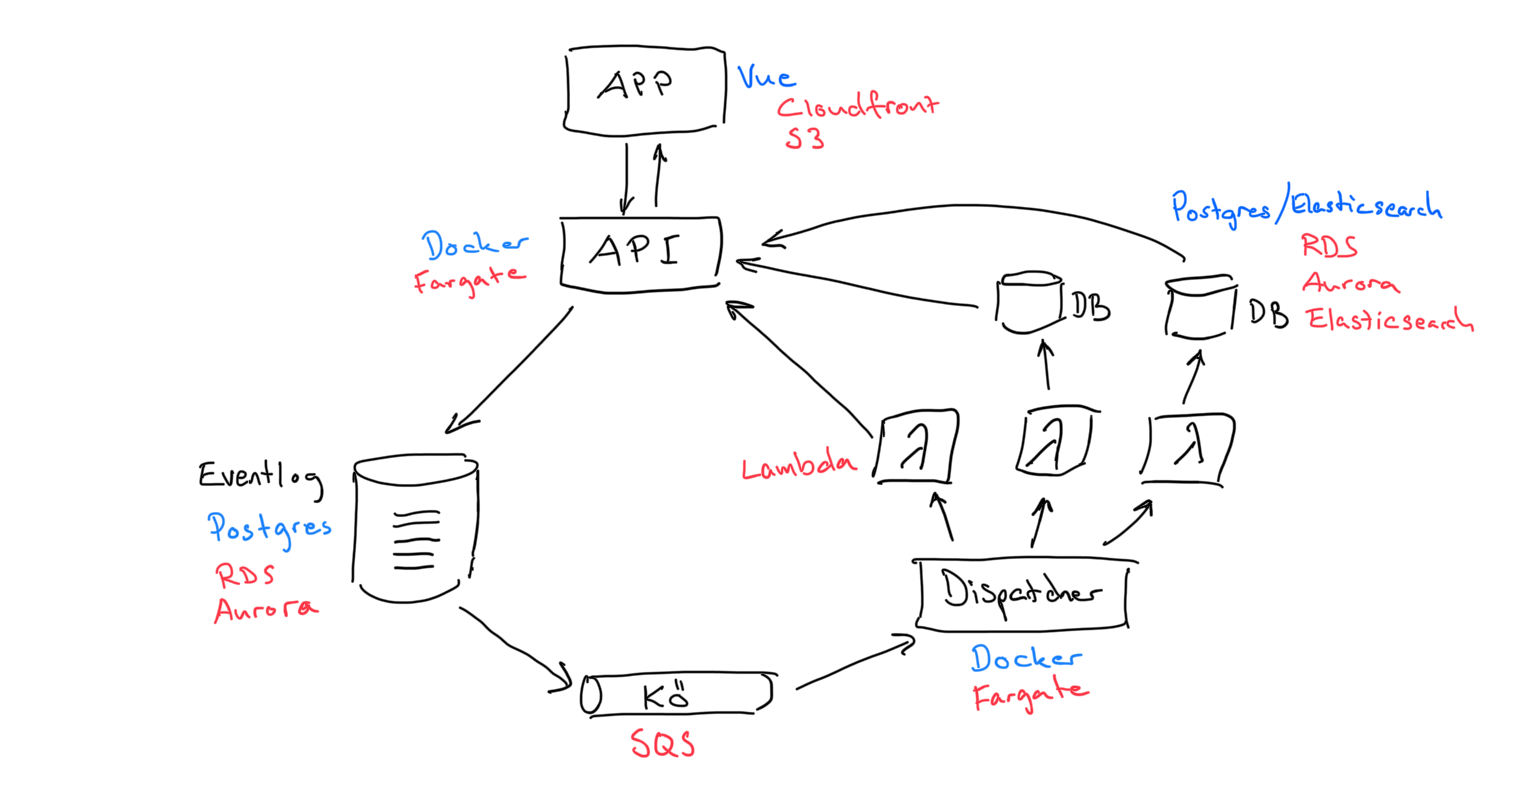 APP
Vue
Cloudfront
S3
API
Docker
Fargate
Postgres/Elasticsearch
RDS
Aurora
Elasticsearch
DB
DB
λ
λ
λ
Lambda
Eventlog
Postgres
RDS
Aurora
Dispatcher
Docker
Fargate
Kö
SQS